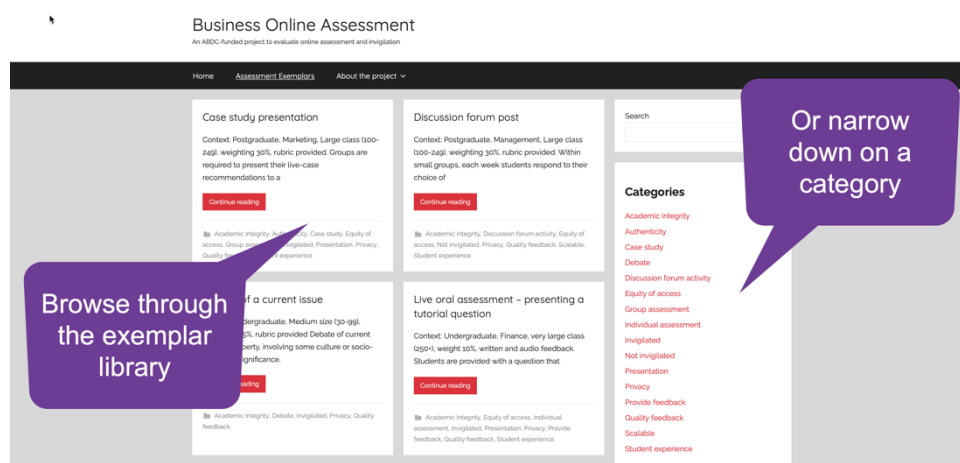 Business Online Assessment
An ABDC-funded project to evaluate online assessment and invigilation
Home Assessment Exemplars About the project
Case study presentation
Context: Postgraduate, Marketing, Large class (100-
249), weighting 30%, rubric provided. Groups are
required to present their live-case
recommendations to a
Continue reading
Academic integrity, Authenticity, Case study, Equity of
access, Group Invigilated, Presentation, Privacy,
Quality experience
Discussion forum post
Context: Postgraduate, Management, Large class
(100-249), weighting 30%, rubric provided. Within
small groups, each week students respond to their
choice of
Continue reading
Academic integrity, Discussion forum activity, Equity of
access, Not invigilated, Privacy, Quality feedback, Scalable,
Student experience
of a current issue
Medium size (30-99),
rubric provided Debate of current
involving some culture or socio-
Academic integrity, Debate, Invigilated, Privacy, Quality
feedback
Live oral assessment – presenting a
tutorial question
Context: Undergraduate, Finance, very large class
(250+), weight 10%, written and audio feedback.
Students are provided with a question that
Continue reading
Academic integrity, Equity of access, Individual
assessment, Invigilated, Presentation, Privacy, Provide
feedback, Quality feedback, Student experience
Search
Categories
Academic integrity
Authenticity
Case study
Debate
Discussion forum activity
Equity of access
Group assessment
Individual assessment
Invigilated
Not invigilated
Presentation
Privacy
Provide feedback
Quality feedback
Scalable
Student experience
Browse through
the exemplar
library
Or narrow
down on a
category